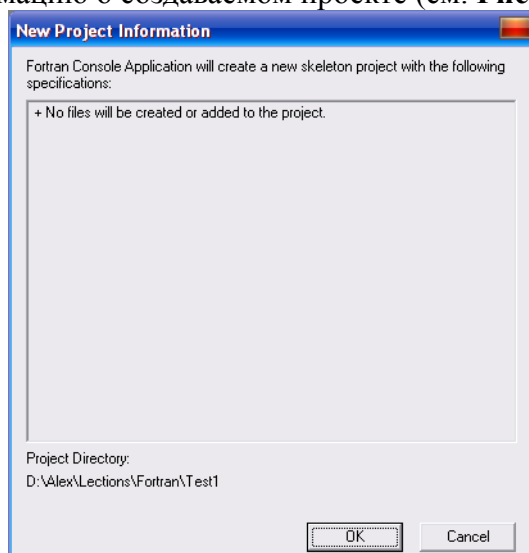 мацию о создаваемом проекте (см.
New Project Information
Fortran Console Application will create a new skeleton project with the following
specifications:
+ No files will be created or added to the project.
Project Directory:
D:\Alex\Lections\Fortran\Test1
OK Cancel